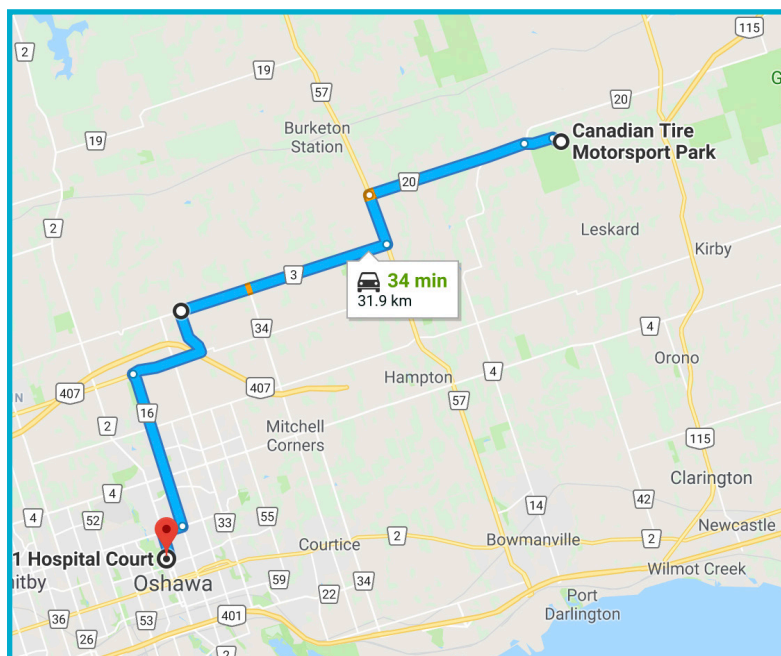 115
2
19
20
57
Burketon
Station
Canadian Tire
Motorsport Park
G
19
20
Leskard
2
Kirby
3
34 min
31.9 km
34
4
Orono
407
Hampton
4
407
N
16
57
2
Mitchell
Corners
115
Clarington
4
42
14
4
52
33
55
Newcastle
2
Courtice
Bowmanville
2
1 Hospital Court
Wilmot Creek
itby
Oshawa
59
34
22
Port
Darlington
36
53
401
26
2